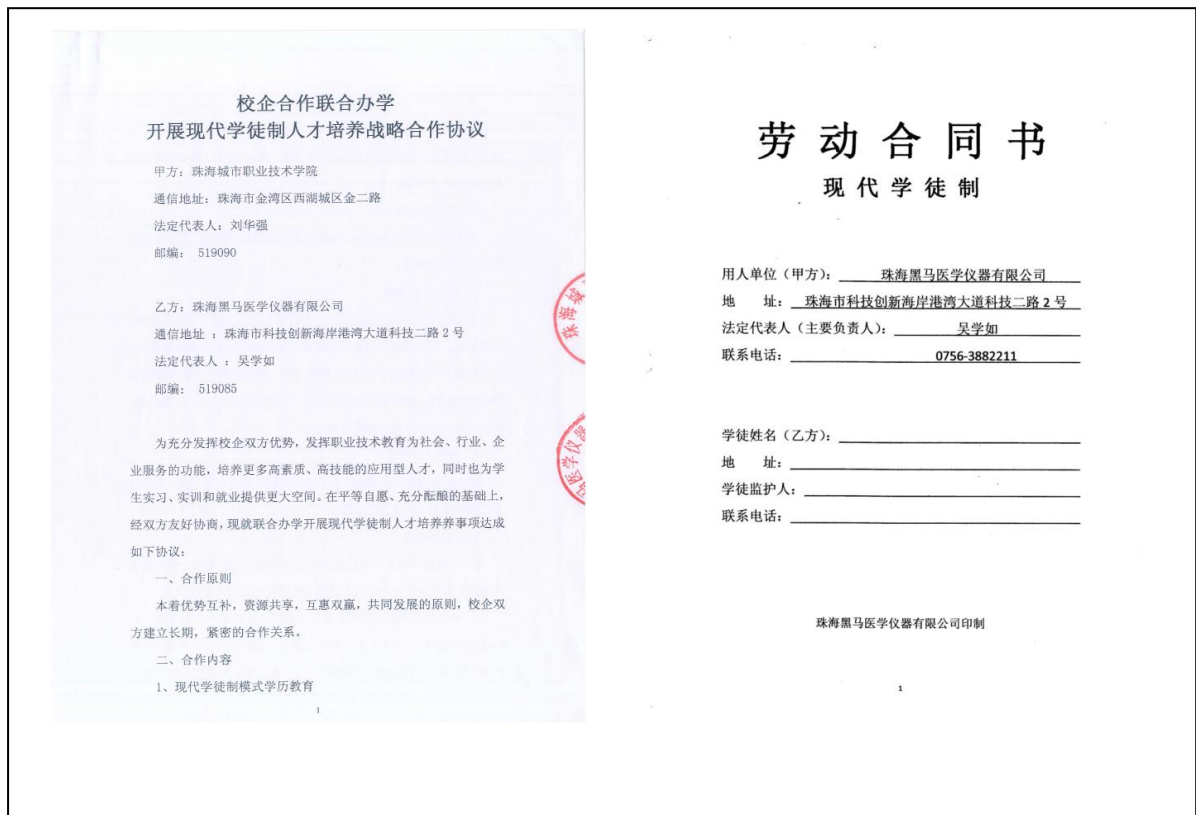 校企合作联合办学
开展现代学徒制人才培养战略合作协议
甲方：珠海城市职业技术学院
通信地址：珠海市金湾区西湖城区金二路
法定代表人：刘华强
邮编： 519090
乙方：珠海黑马医学仪器有限公司
通信地址 ：珠海市科技创新海岸港湾大道科技二路 2 号
法定代表人 ：吴学如
邮编： 519085
为充分发挥校企双方优势，发挥职业技术教育为社会、行业、企
业服务的功能，培养更多高素质、高技能的应用型人才，同时也为学
生实习、实训和就业提供更大空间。在平等自愿、充分酝酿的基础上，
经双方友好协商，现就联合办学开展现代学徒制人才培养养事项达成
如下协议：
一、合作原则
本着优势互补，资源共享，互惠双赢，共同发展的原则，校企双
方建立长期，紧密的合作关系。
二、合作内容
1、现代学徒制模式学历教育
1
珠海城
医学仪器
劳动合同书
现代学徒制
用人单位（甲方）： 珠海黑马医学仪器有限公司
地 址： 珠海市科技创新海岸港湾大道科技二路 2 号
法定代表人（主要负责人）： 吴学如
联系电话： 0756-3882211
学徒姓名（乙方）：
地 址：
学徒监护人：
联系电话：
珠海黑马医学仪器有限公司印制
1